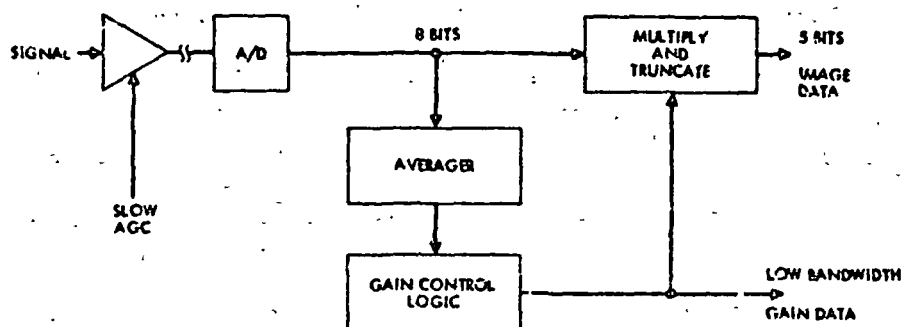 SIGNAL
A/D
8 BITS
MULTIPLY
AND
TRUNCATE
5 BITS
IMAGE
DATA
AVERAGER
SLOW
AGC
GAIN CONTROL
LOGIC
LOW BANDWIDTH
GAIN DATA